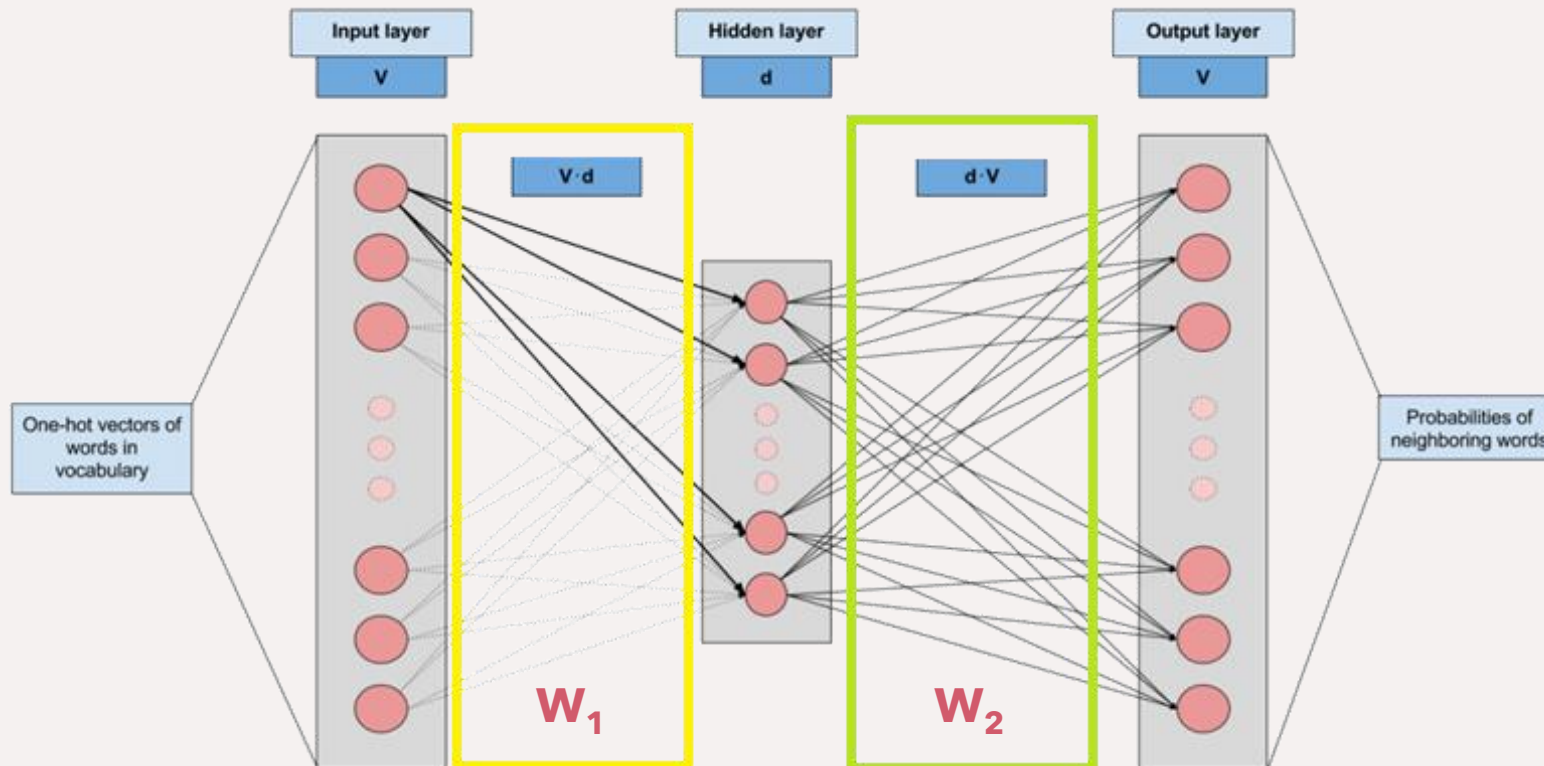 Input layer
V
Hidden layer
d
Output layer
V
V·d
d·V
One-hot vectors of
words in
vocabulary
Probabilities of
neighboring words
W₁
W₂